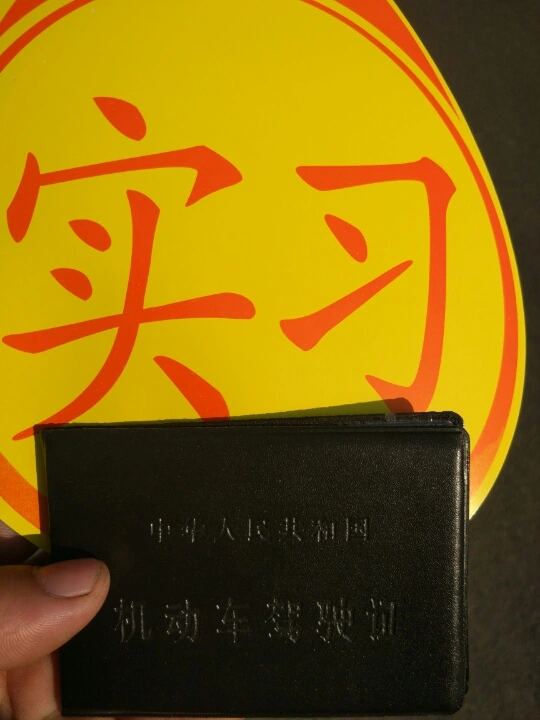 实习
中华人民共和国
机动车驾驶证